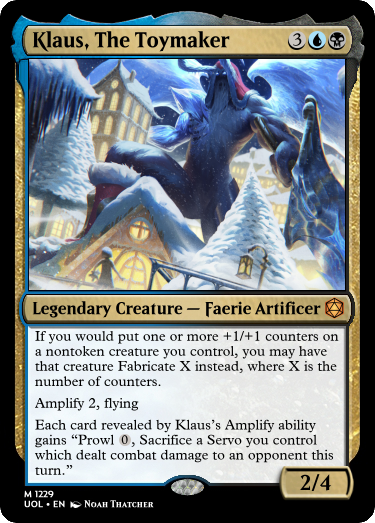 Klaus, The Toymaker 3
Legendary Creature — Faerie Artificer
If you would put one or more +1/+1 counters on
a nontoken creature you control, you may have
that creature Fabricate X instead, where X is the
number of counters.
Amplify 2, flying
Each card revealed by Klaus's Amplify ability
gains “Prowl 0, Sacrifice a Servo you control
which dealt combat damage to an opponent this
turn.”
2/4
M 1229
UOL • EN Noah Thatcher